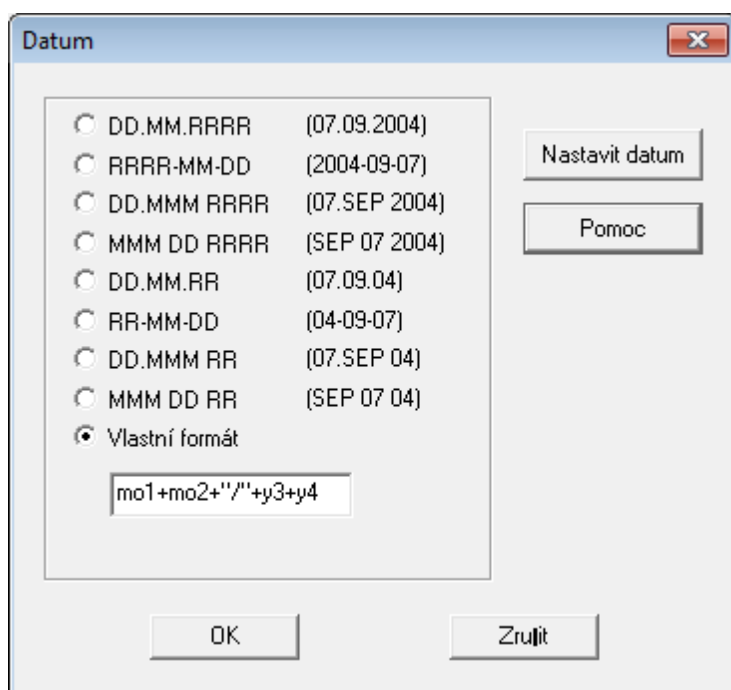 Datum
DD.MM.RRRR (07.09.2004)
RRRR-MM-DD (2004-09-07)
DD.MMM RRRR (07.SEP 2004)
MMM DD RRRR (SEP 07 2004)
DD.MM.RR (07.09.04)
RR-MM-DD (04-09-07)
DD.MMM RR (07.SEP 04)
MMM DD RR (SEP 07 04)
Vlastní formát
mo1+mo2+"/"+y3+y4
Nastavit datum
Pomoc
OK
Zrušit